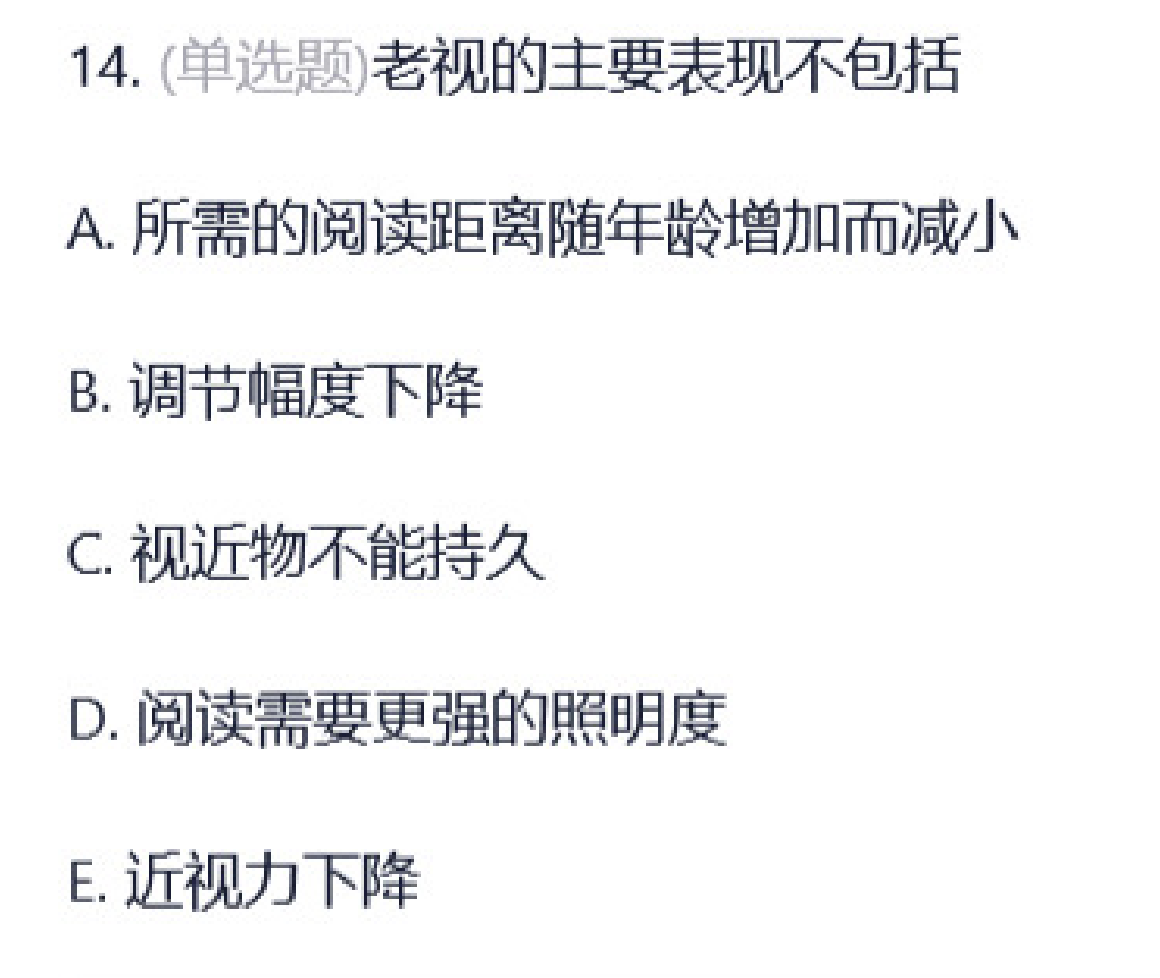 14. (单选题)老视的主要表现不包括
A. 所需的阅读距离随年龄增加而减小
B. 调节幅度下降
C. 视近物不能持久
D. 阅读需要更强的照明度
E. 近视力下降